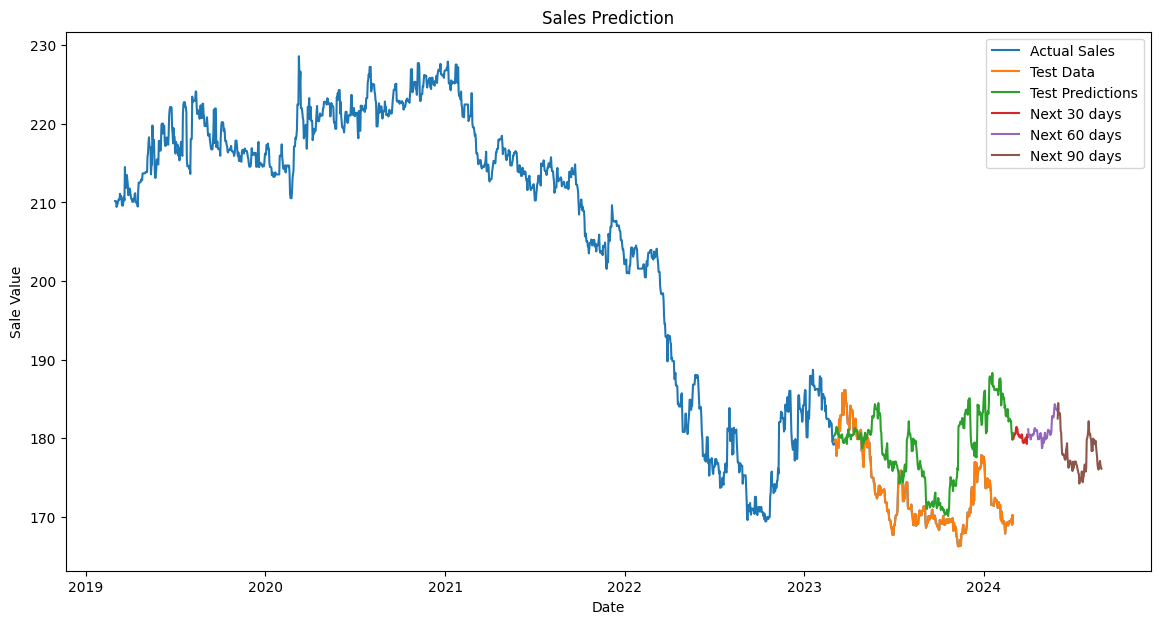 Sales Prediction
Actual Sales
Test Data
Test Predictions
Next 30 days
Next 60 days
Next 90 days
Sale Value
230
220
210
200
190
180
170
2019
2020
2021
2022
2023
2024
Date